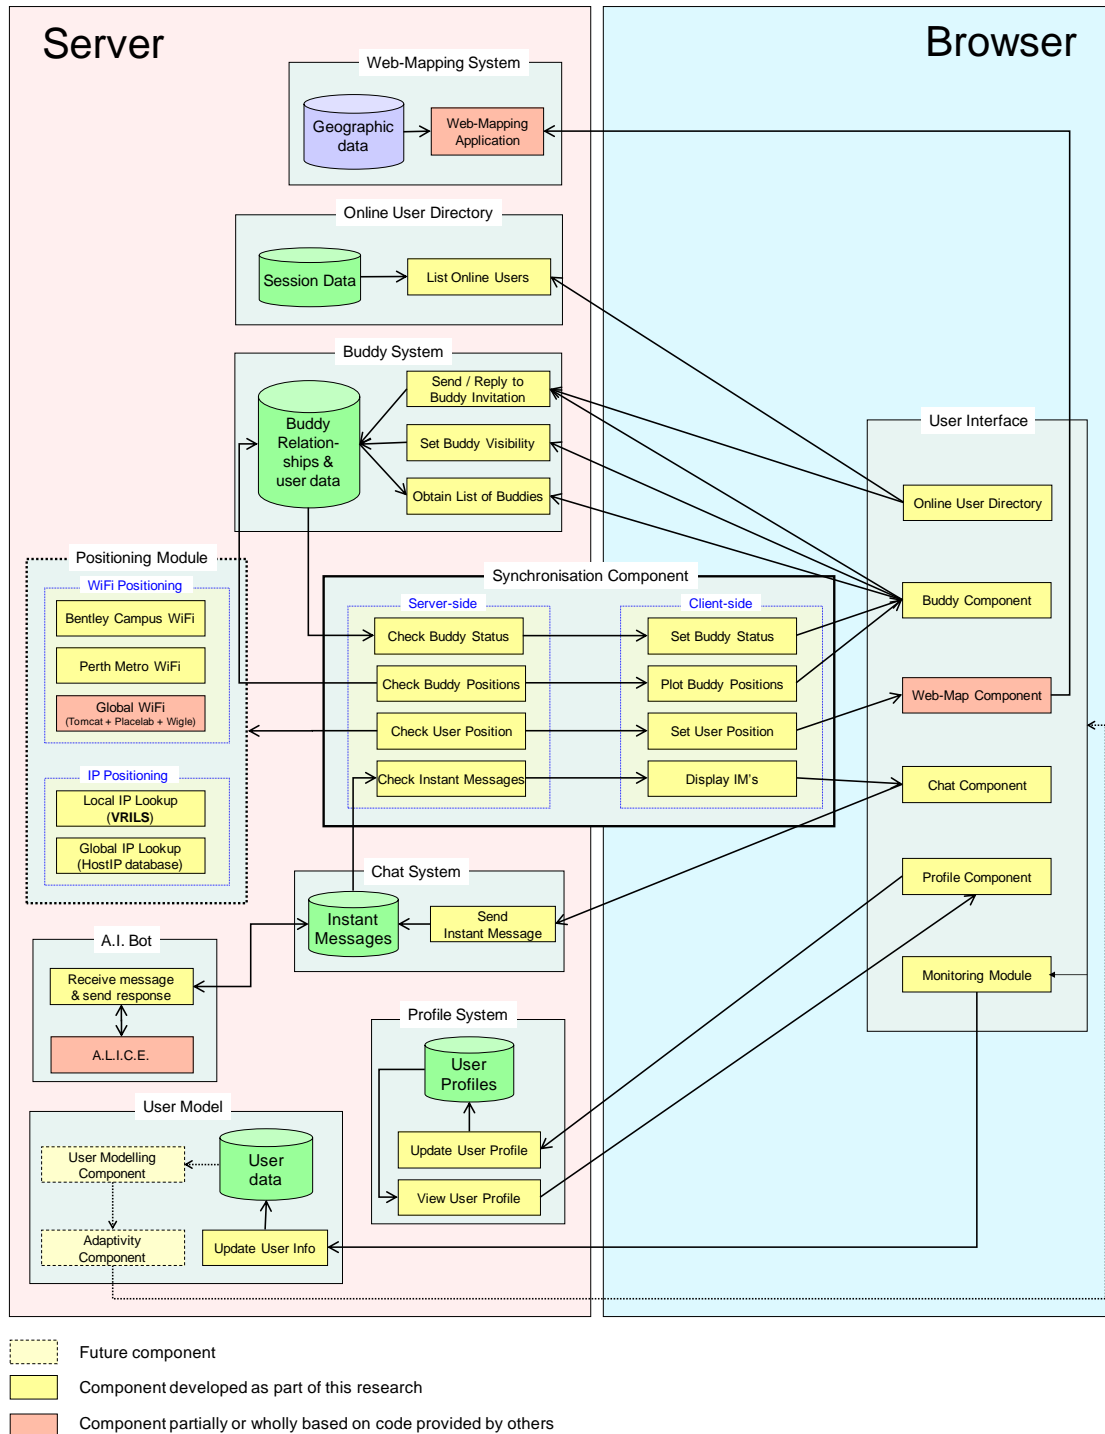 Server
Browser
Web-Mapping System
Geographic
data
Web-Mapping
Application
Online User Directory
Session Data
List Online Users
Buddy System
Buddy
Relation-
ships &
user data
Send / Reply to
Buddy Invitation
Set Buddy Visibility
Obtain List of Buddies
User Interface
Online User Directory
Buddy Component
Web-Map Component
Chat Component
Profile Component
Monitoring Module
Positioning Module
WiFi Positioning
Bentley Campus WiFi
Perth Metro WiFi
Global WiFi
(Tomcat + Placelab + Wigle)
IP Positioning
Local IP Lookup
(VRILS)
Global IP Lookup
(HostIP database)
Synchronisation Component
Server-side
Client-side
Check Buddy Status
Set Buddy Status
Check Buddy Positions
Plot Buddy Positions
Check User Position
Set User Position
Check Instant Messages
Display IM's
Chat System
Instant
Messages
Send
Instant Message
A.I. Bot
Receive message
& send response
A.L.I.C.E.
Profile System
User
Profiles
Update User Profile
View User Profile
User Model
User Modelling
Component
User
data
Adaptivity
Component
Update User Info
Future component
Component developed as part of this research
Component partially or wholly based on code provided by others